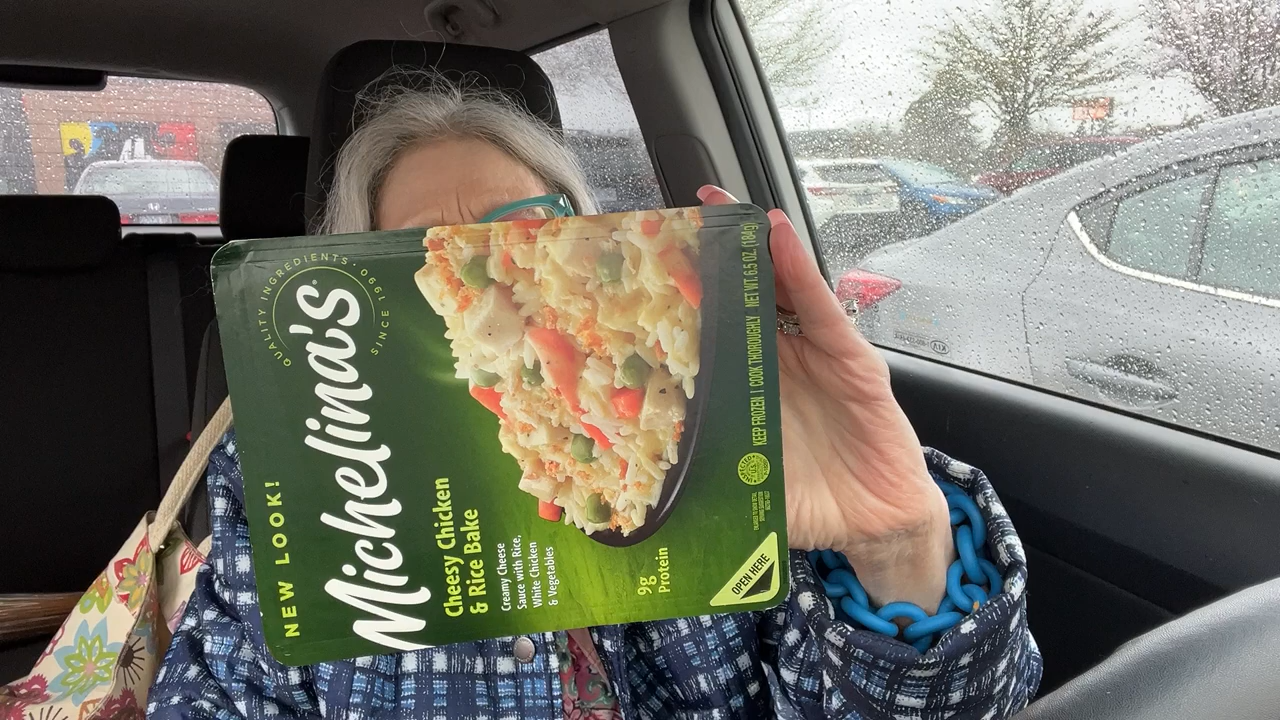 NEW LOOK!
QUALITY INGREDIENTS • SINCE 1990 •
Michelina's®
Cheesy Chicken
& Rice Bake
Creamy Cheese
Sauce with Rice,
White Chicken
& Vegetables
9g
Protein
OPEN HERE
KEEP FROZEN | COOK THOROUGHLY NET WT. 6.5 OZ. (184g)
KIA